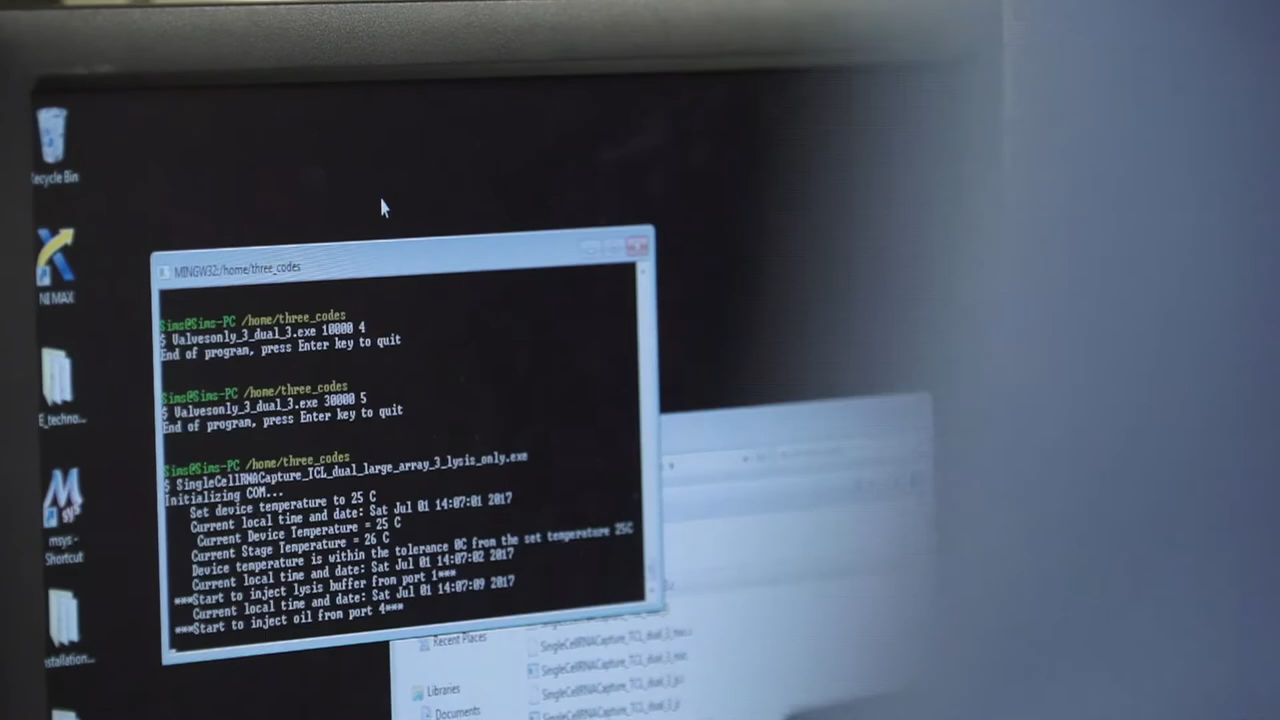 Recycle Bin
NI MAX
E_techno...
msys -
Shortcut
nstallation...
MINGW32:/home/three_codes
Sims@Sims-PC /home/three_codes
$ Valvesonly_3_dual_3.exe 10000 4
End of program, press Enter key to quit
Sims@Sims-PC /home/three_codes
$ Valvesonly_3_dual_3.exe 30000 5
End of program, press Enter key to quit
Sims@Sims-PC /home/three_codes
$ SingleCellRNACapture_TCL_dual_large_array_3_lysis_only.exe
Initializing COM...
Set device temperature to 25 C
Current local time and date: Sat Jul 01 14:07:01 2017
Current Device Temperature = 25 C
Current Stage Temperature = 26 C
Device temperature is within the tolerance 0C from the set temperature 25C
Current local time and date: Sat Jul 01 14:07:02 2017
***Start to inject lysis buffer from port 1***
Current local time and date: Sat Jul 01 14:07:09 2017
***Start to inject oil from port 4***
Recent Places
Libraries
Documents